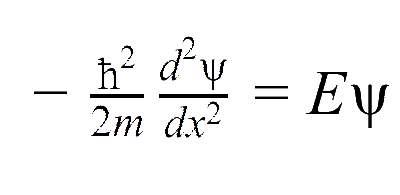 − ħ²/2m d²ψ/dx² = Eψ